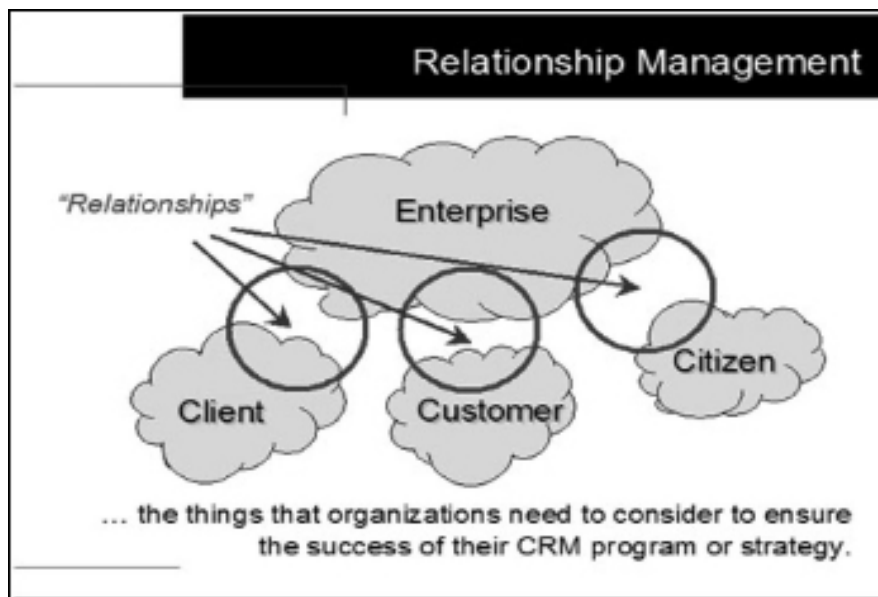 Relationship Management
“Relationships”
Enterprise
Client
Customer
Citizen
... the things that organizations need to consider to ensure
the success of their CRM program or strategy.